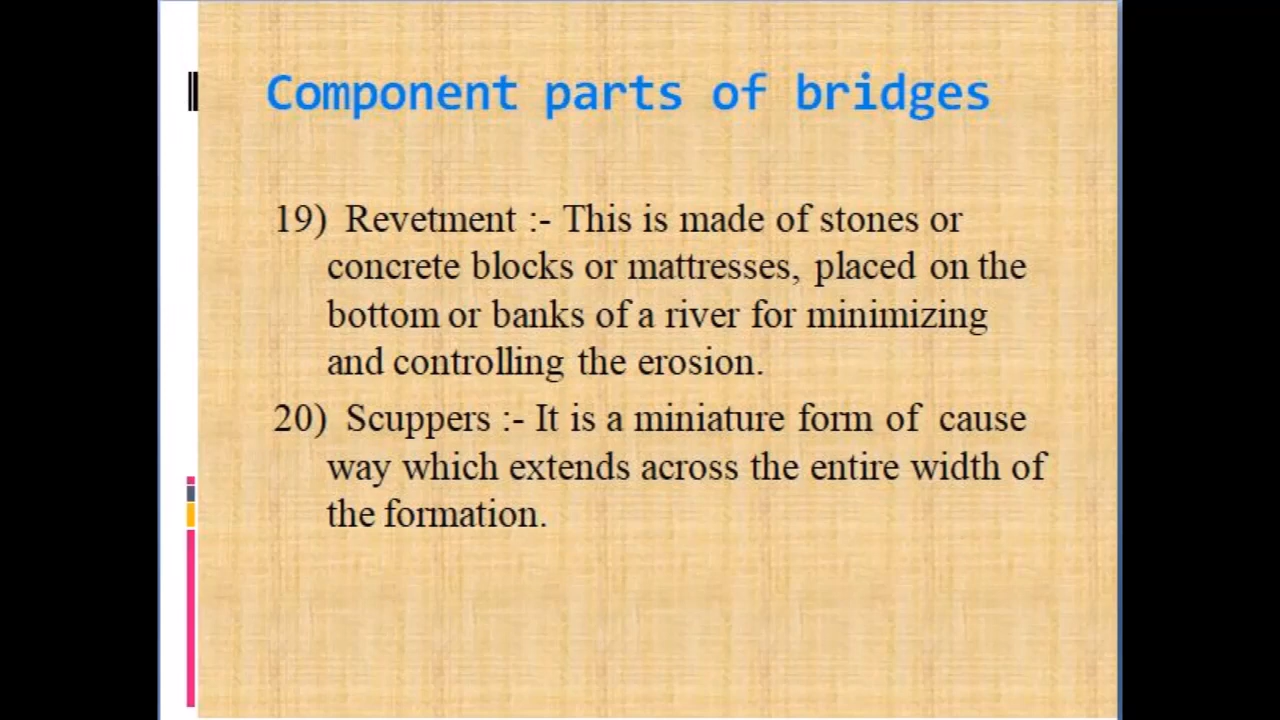 Component parts of bridges
19) Revetment :- This is made of stones or
concrete blocks or mattresses, placed on the
bottom or banks of a river for minimizing
and controlling the erosion.
20) Scuppers :- It is a miniature form of cause
way which extends across the entire width of
the formation.